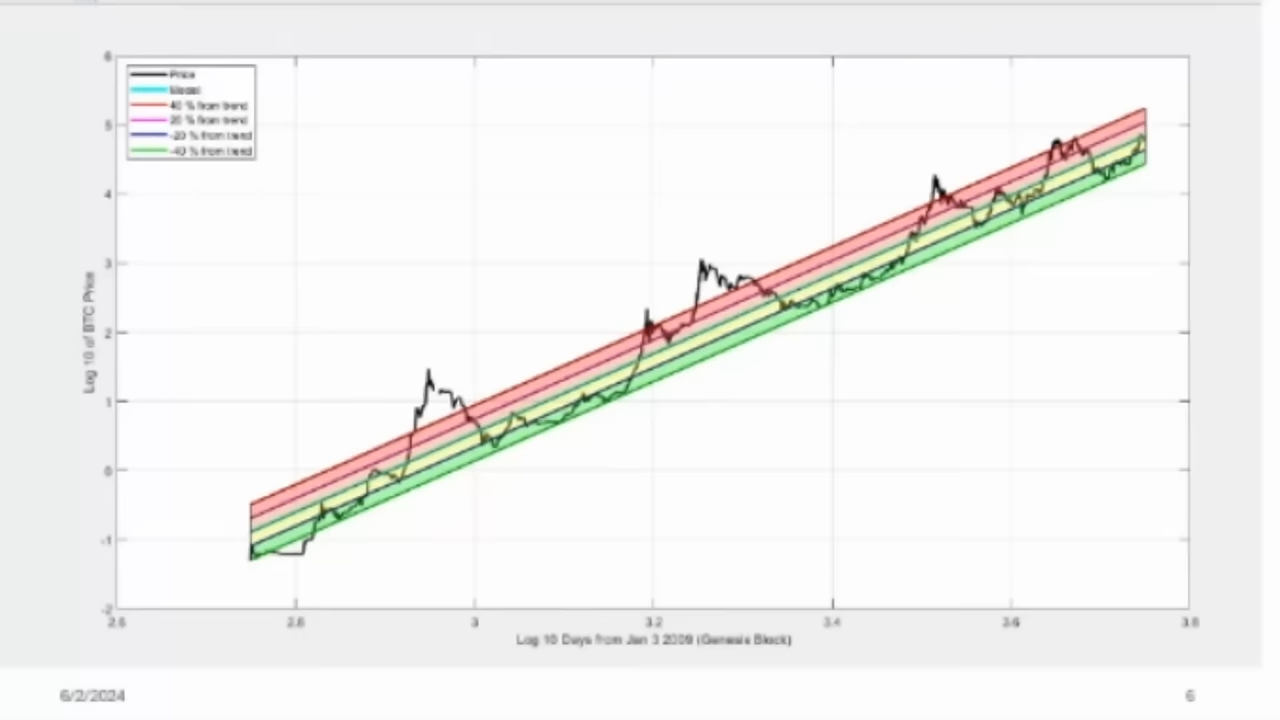 6
Price
Model
40 % from trend
20 % from trend
-20 % from trend
-40 % from trend
5
4
3
2
1
0
-1
-2
Log 10 of BTC Price
2.6
2.8
3
3.2
3.4
3.6
3.8
Log 10 Days from Jan 3 2009 (Genesis Block)
6/2/2024
6